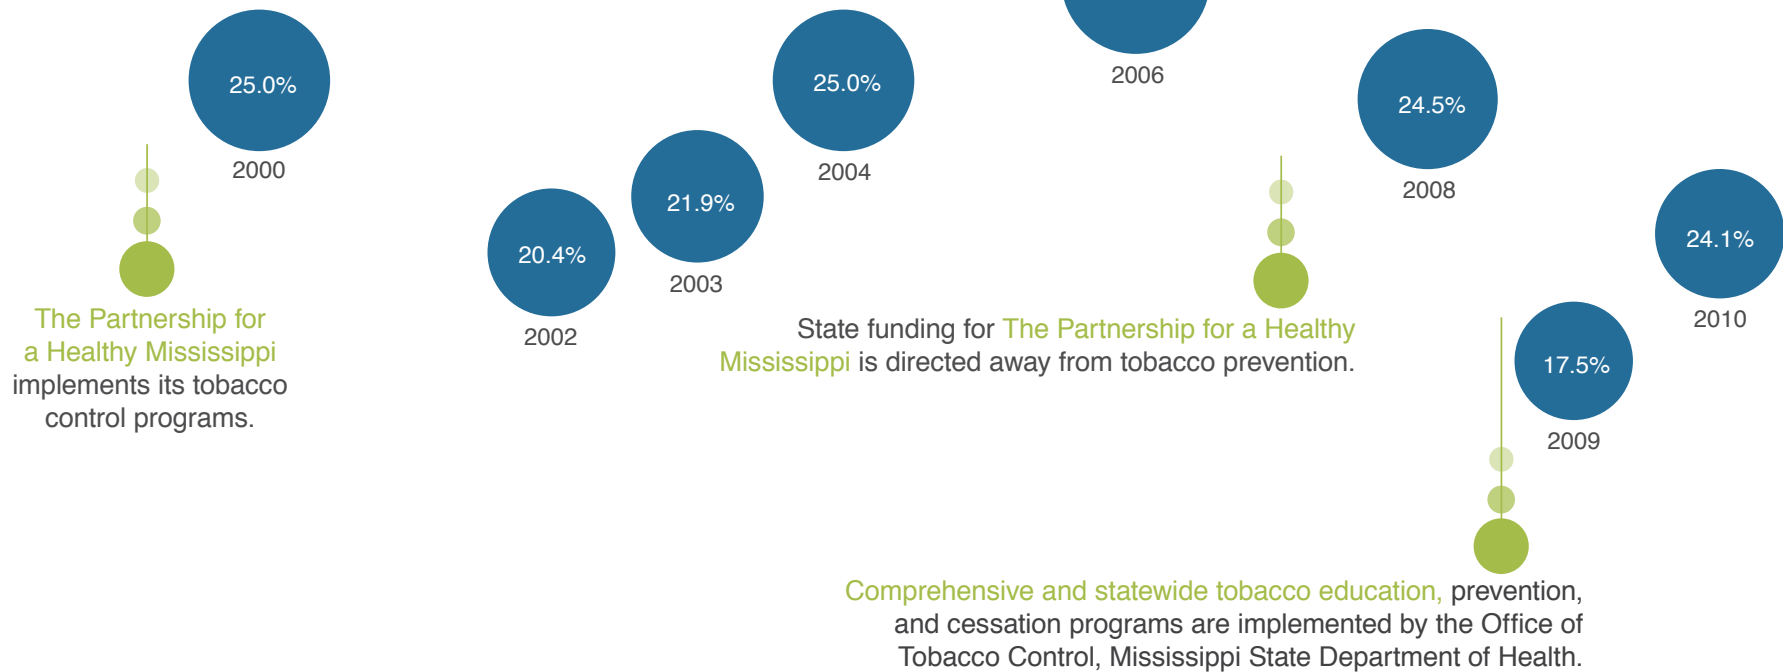 25.0%
2000
The Partnership for
a Healthy Mississippi
implements its tobacco
control programs.
20.4%
2002
21.9%
2003
25.0%
2004
2006
State funding for The Partnership for a Healthy
Mississippi is directed away from tobacco prevention.
24.5%
2008
17.5%
2009
24.1%
2010
Comprehensive and statewide tobacco education, prevention,
and cessation programs are implemented by the Office of
Tobacco Control, Mississippi State Department of Health.